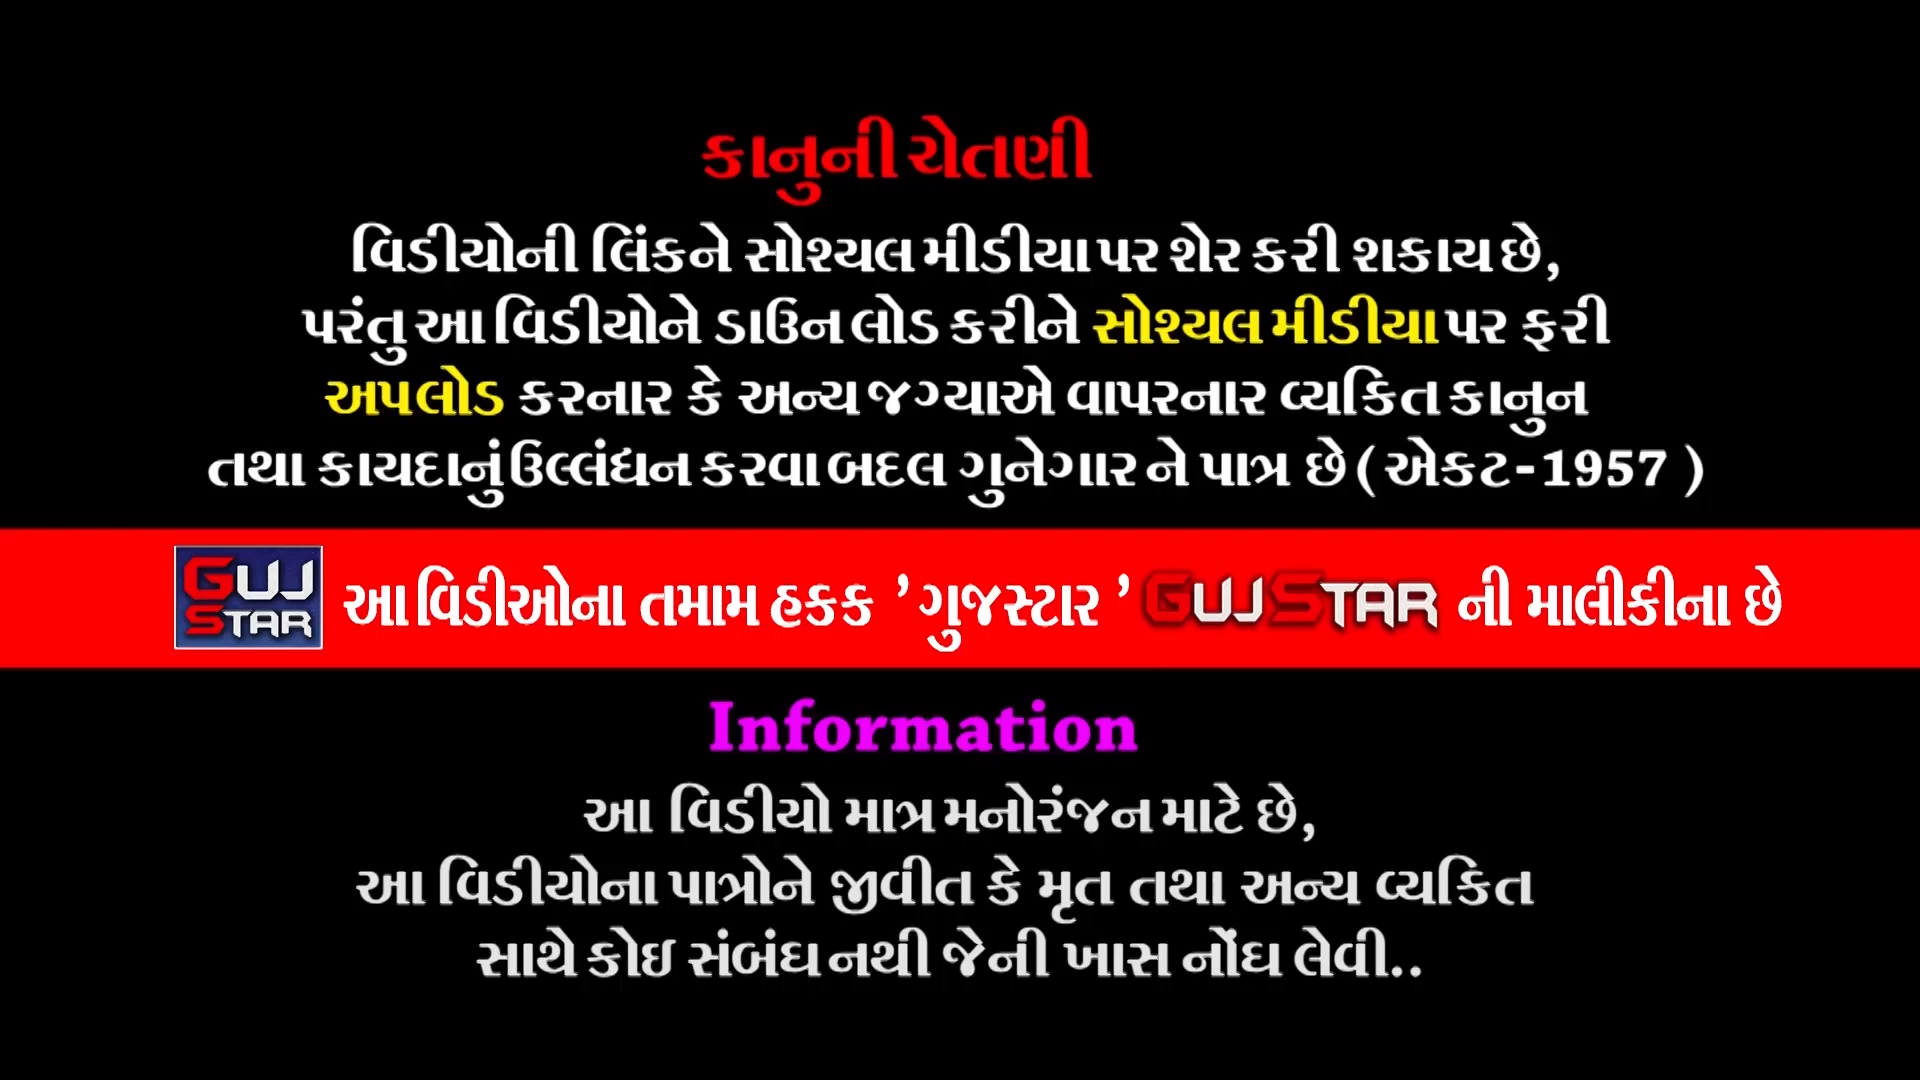 કાનુની ચેતણી
વિડીયોની લિંકને સોશ્યલ મીડીયા પર શેર કરી શકાય છે,
પરંતુ આ વિડીયોને ડાઉનલોડ કરીને સોશ્યલ મીડીયા પર ફરી
અપલોડ કરનાર કે અન્ય જગ્યાએ વાપરનાર વ્યકિત કાનુન
તથા કાયદાનું ઉલ્લંઘન કરવા બદલ ગુનેગાર ને પાત્ર છે ( એકટ-1957 )
GUJ STAR આ વિડીઓના તમામ હકક ’ ગુજસ્ટાર ’ GUJ STAR ની માલીકીના છે
Information
આ વિડીયો માત્ર મનોરંજન માટે છે,
આ વિડીયોના પાત્રોને જીવીત કે મૃત તથા અન્ય વ્યકિત
સાથે કોઇ સંબંઘ નથી જેની ખાસ નોંઘ લેવી..